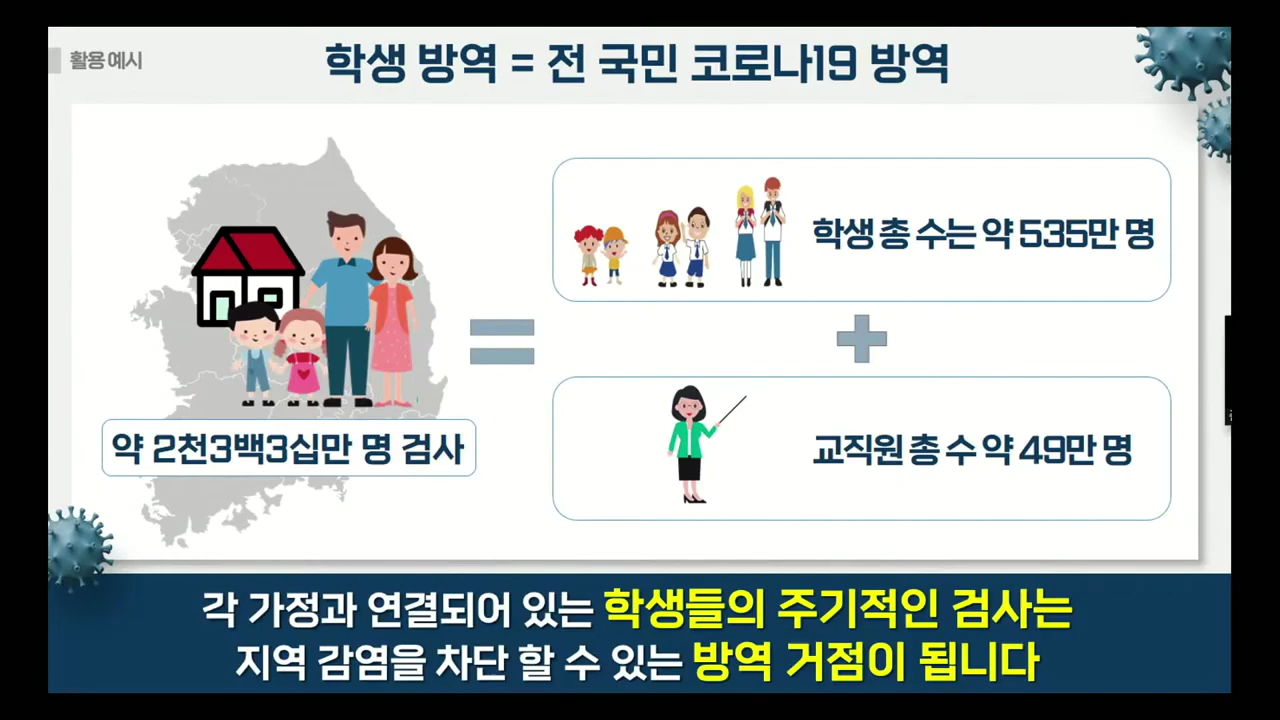 활용 예시
학생 방역 = 전 국민 코로나19 방역
학생 총 수는 약 535만 명
약 2천3백3십만 명 검사
교직원 총 수 약 49만 명
각 가정과 연결되어 있는 학생들의 주기적인 검사는
지역 감염을 차단 할 수 있는 방역 거점이 됩니다